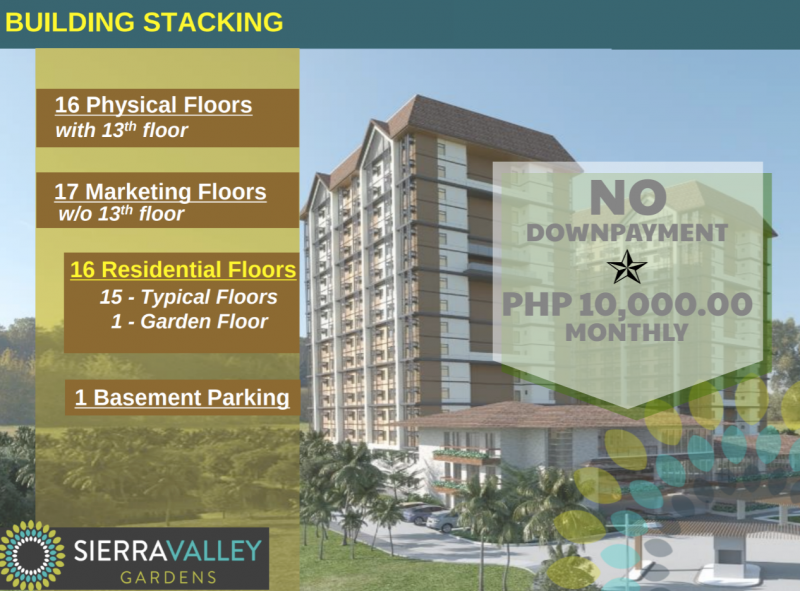 BUILDING STACKING
16 Physical Floors
with 13th floor
17 Marketing Floors
w/o 13th floor
16 Residential Floors
15 - Typical Floors
1 - Garden Floor
1 Basement Parking
NO
DOWNPAYMENT
PHP 10,000.00
MONTHLY
SIERRAVALLEY
GARDENS